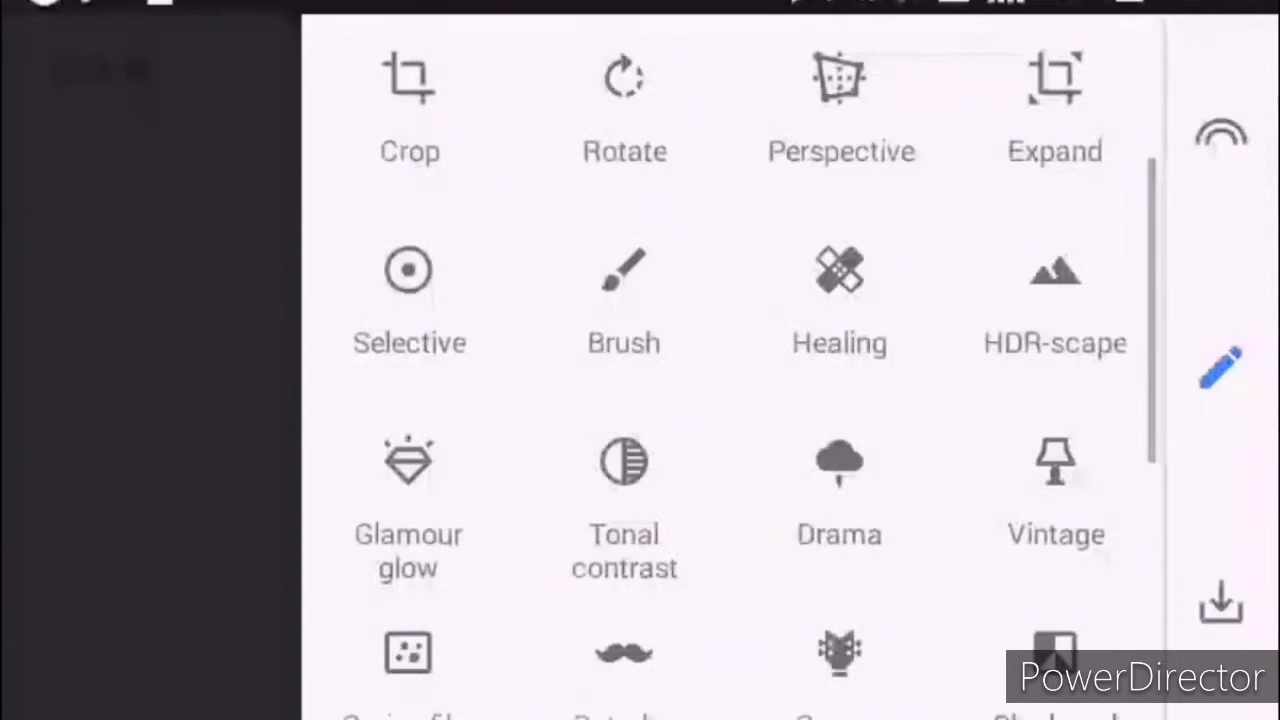 Crop
Rotate
Perspective
Expand
Selective
Brush
Healing
HDR-scape
Glamour
glow
Tonal
contrast
Drama
Vintage
PowerDirector